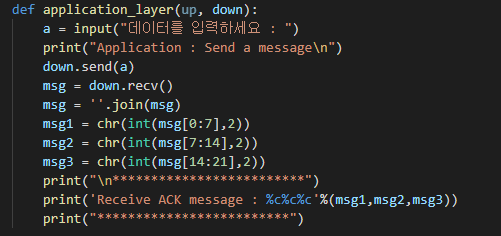 def application_layer(up, down):
    a = input("데이터를 입력하세요 : ")
    print("Application : Send a message\n")
    down.send(a)
    msg = down.recv()
    msg = ''.join(msg)
    msg1 = chr(int(msg[0:7],2))
    msg2 = chr(int(msg[7:14],2))
    msg3 = chr(int(msg[14:21],2))
    print("\n*************************")
    print('Receive ACK message : %c%c%c'%(msg1,msg2,msg3))
    print("*************************")